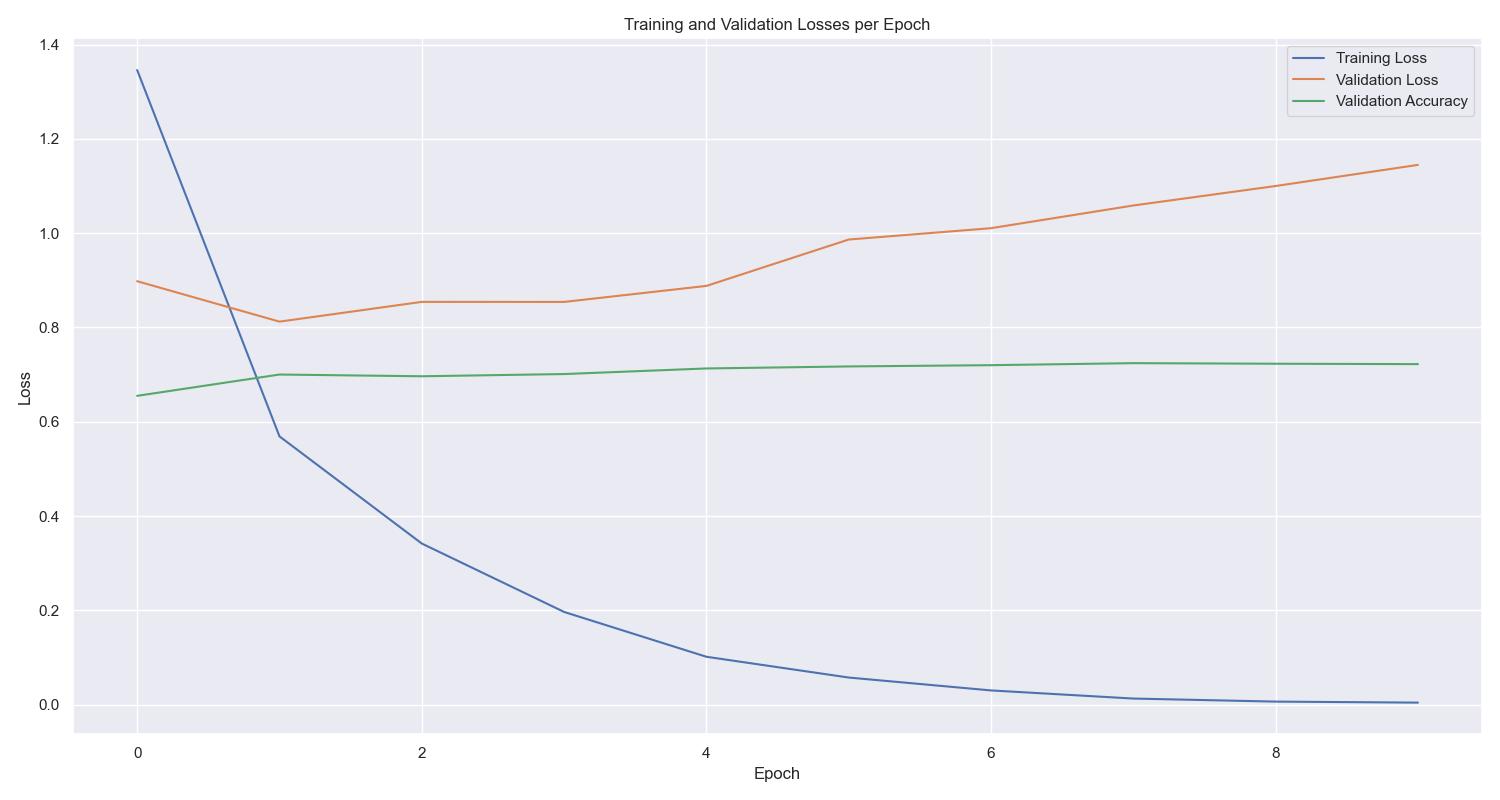 Training and Validation Losses per Epoch
1.4
1.2
1.0
0.8
0.6
0.4
0.2
0.0
Loss
Training Loss
Validation Loss
Validation Accuracy
0 2 4 6 8
Epoch